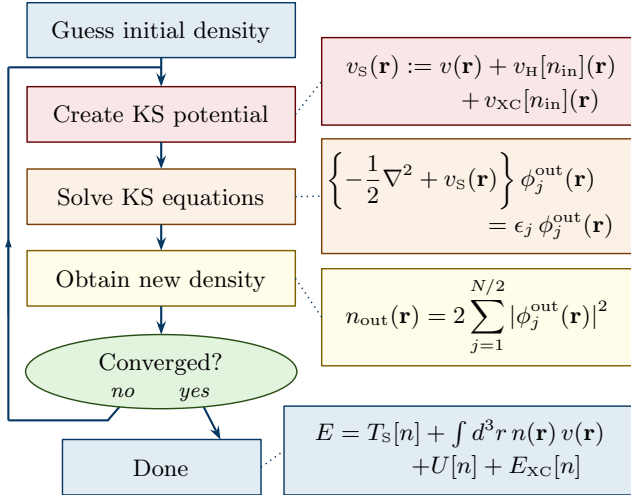 Guess initial density
Create KS potential
v_S(𝐫) := v(𝐫) + v_H[n_in](𝐫)
+ v_XC[n_in](𝐫)
Solve KS equations
{−1/2 ∇² + v_S(𝐫)} ϕ_j^out(𝐫)
= ϵ_j ϕ_j^out(𝐫)
Obtain new density
n_out(𝐫) = 2 ∑_{j=1}^{N/2} |ϕ_j^out(𝐫)|²
Converged?
no yes
Done
E = T_S[n] + ∫ d³r n(𝐫) v(𝐫)
+U[n] + E_XC[n]